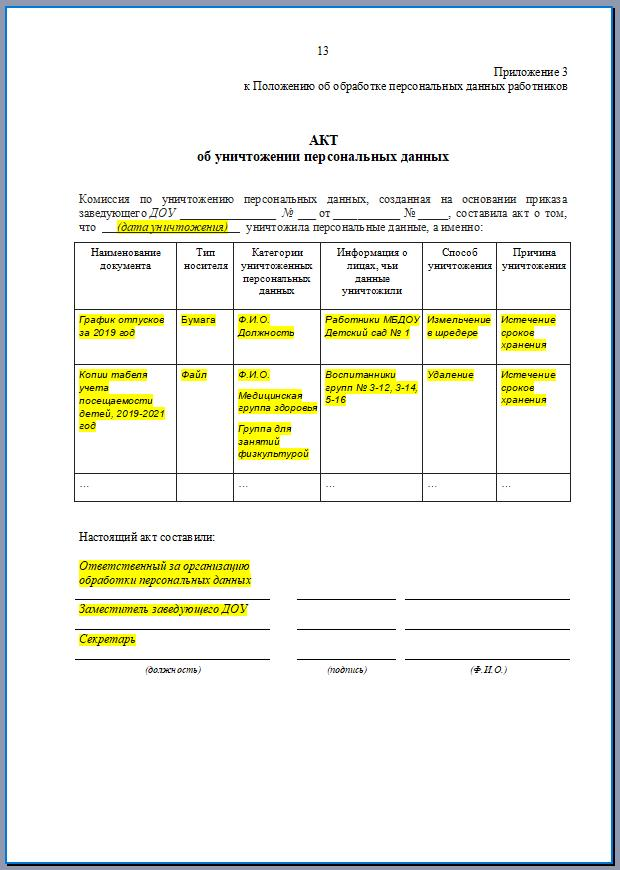 13
Приложение 3
к Положению об обработке персональных данных работников
АКТ
об уничтожении персональных данных
Комиссия по уничтожению персональных данных, созданная на основании приказа
заведующего ДОУ ________________ № ___ от ___________ № _____, составила акт о том,
что ___(дата уничтожения)___ уничтожила персональные данные, а именно:
Наименование
документа
Тип
носителя
Категории
уничтоженных
персональных
данных
Информация о
лицах, чьи
данные
уничтожили
Способ
уничтожения
Причина
уничтожения
График отпусков
за 2019 год
Бумага
Ф.И.О.
Должность
Работники МБДОУ
Детский сад № 1
Измельчение
в шредере
Истечение
сроков
хранения
Копии табеля
учета
посещаемости
детей, 2019-2021
год
Файл
Ф.И.О.
Медицинская
группа здоровья
Группа для
занятий
физкультурой
Воспитанники
групп № 3-12, 3-14,
5-16
Удаление
Истечение
сроков
хранения
… … … … … …
Настоящий акт составили:
Ответственный за организацию
обработки персональных данных
Заместитель заведующего ДОУ
Секретарь
(должность) (подпись) (Ф.И.О.)